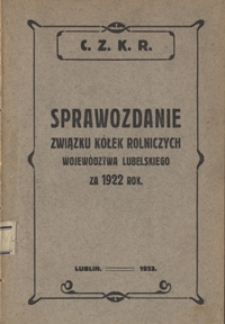 C. Z. K. R.
SPRAWOZDANIE
ZWIĄZKU KÓŁEK ROLNICZYCH
WOJEWÓDZTWA LUBELSKIEGO
ZA 1922 ROK.
LUBLIN. 1923.